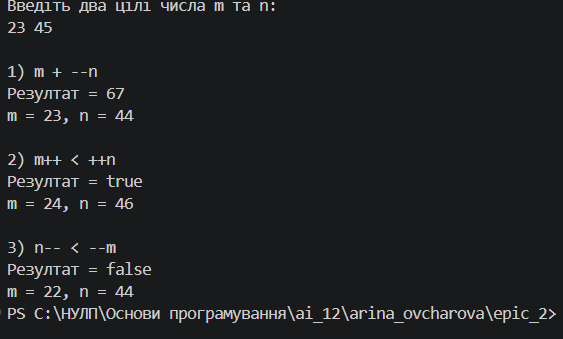 Введіть два цілі числа m та n:
23 45
1) m + --n
Резултат = 67
m = 23, n = 44
2) m++ < ++n
Резултат = true
m = 24, n = 46
3) n-- < --m
Резултат = false
m = 22, n = 44
PS C:\НУЛП\Основи програмування\ai_12\arina_ovcharova\epic_2>